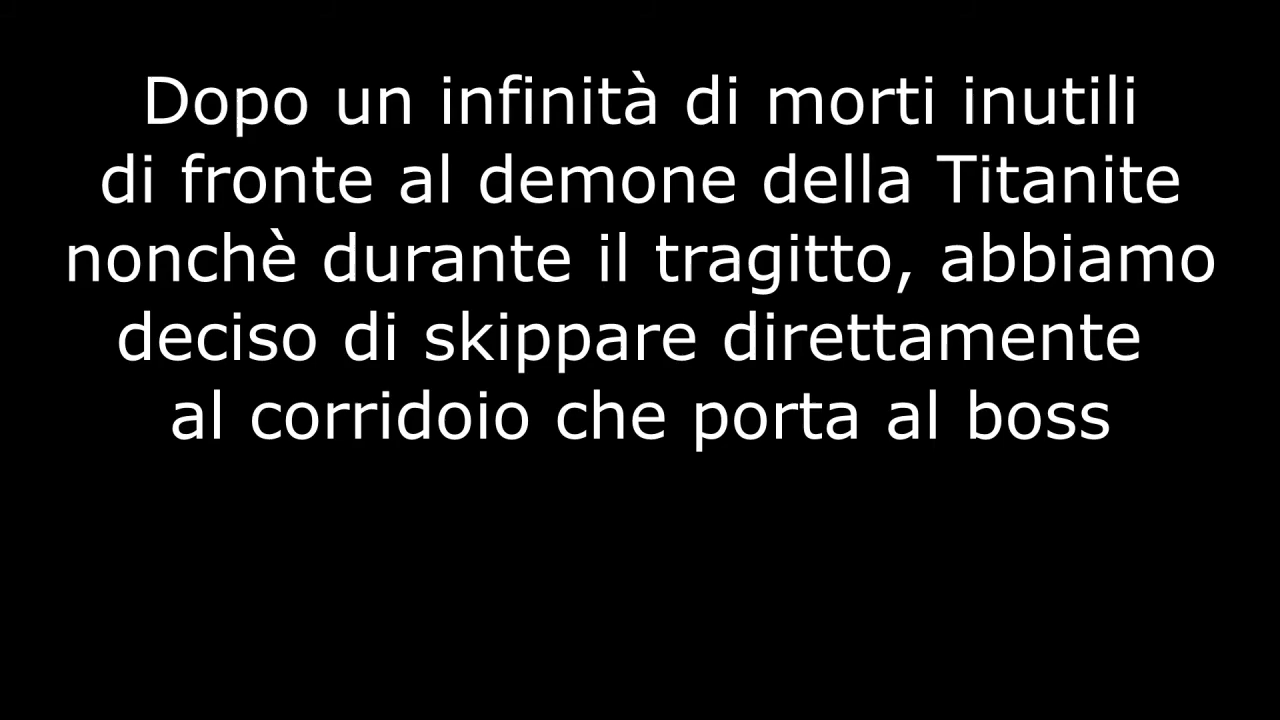 Dopo un infinità di morti inutili
di fronte al demone della Titanite
nonchè durante il tragitto, abbiamo
deciso di skippare direttamente
al corridoio che porta al boss